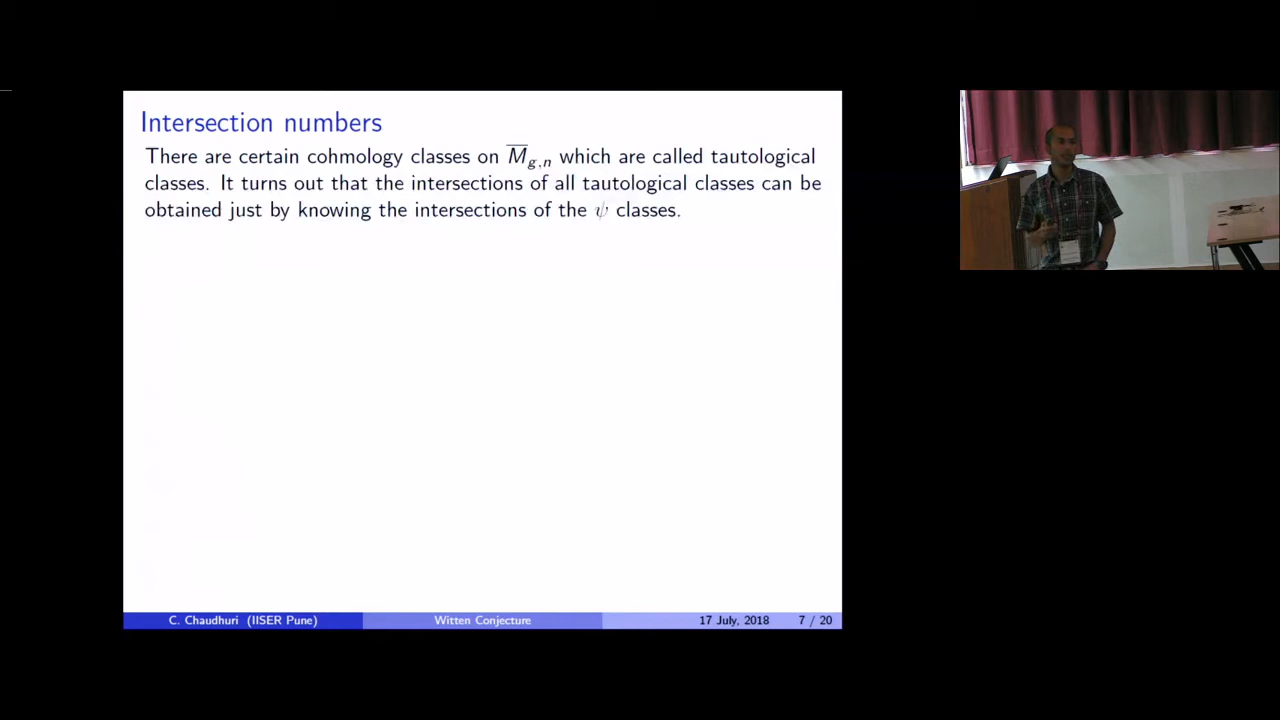 Intersection numbers
There are certain cohmology classes on M̅_{g,n} which are called tautological
classes. It turns out that the intersections of all tautological classes can be
obtained just by knowing the intersections of the ψ classes.
C. Chaudhuri (IISER Pune) Witten Conjecture 17 July, 2018 7 / 20